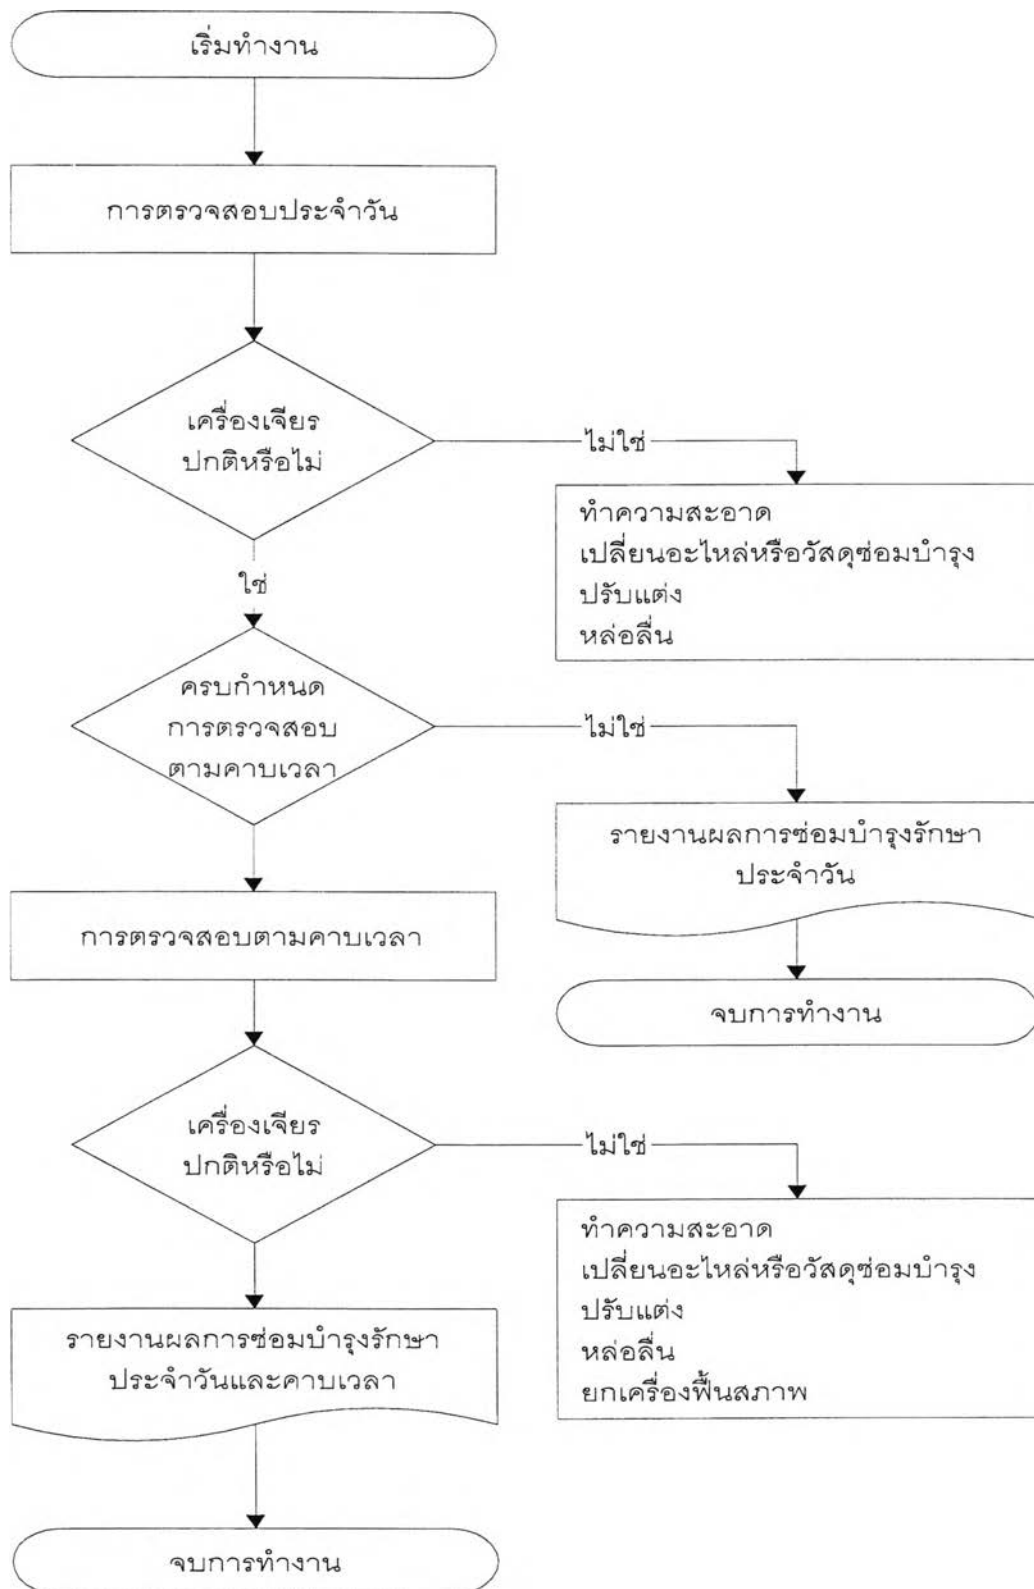 เริ่มทำงาน
การตรวจสอบประจำวัน
เครื่องเจียร
ปกติหรือไม่
ไม่ใช่
ทำความสะอาด
เปลี่ยนอะไหล่หรือวัสดุซ่อมบำรุง
ปรับแต่ง
หล่อลื่น
ใช่
ครบกำหนด
การตรวจสอบ
ตามคาบเวลา
ไม่ใช่
รายงานผลการซ่อมบำรุงรักษา
ประจำวัน
จบการทำงาน
การตรวจสอบตามคาบเวลา
เครื่องเจียร
ปกติหรือไม่
ไม่ใช่
ทำความสะอาด
เปลี่ยนอะไหล่หรือวัสดุซ่อมบำรุง
ปรับแต่ง
หล่อลื่น
ยกเครื่องฟื้นสภาพ
รายงานผลการซ่อมบำรุงรักษา
ประจำวันและคาบเวลา
จบการทำงาน